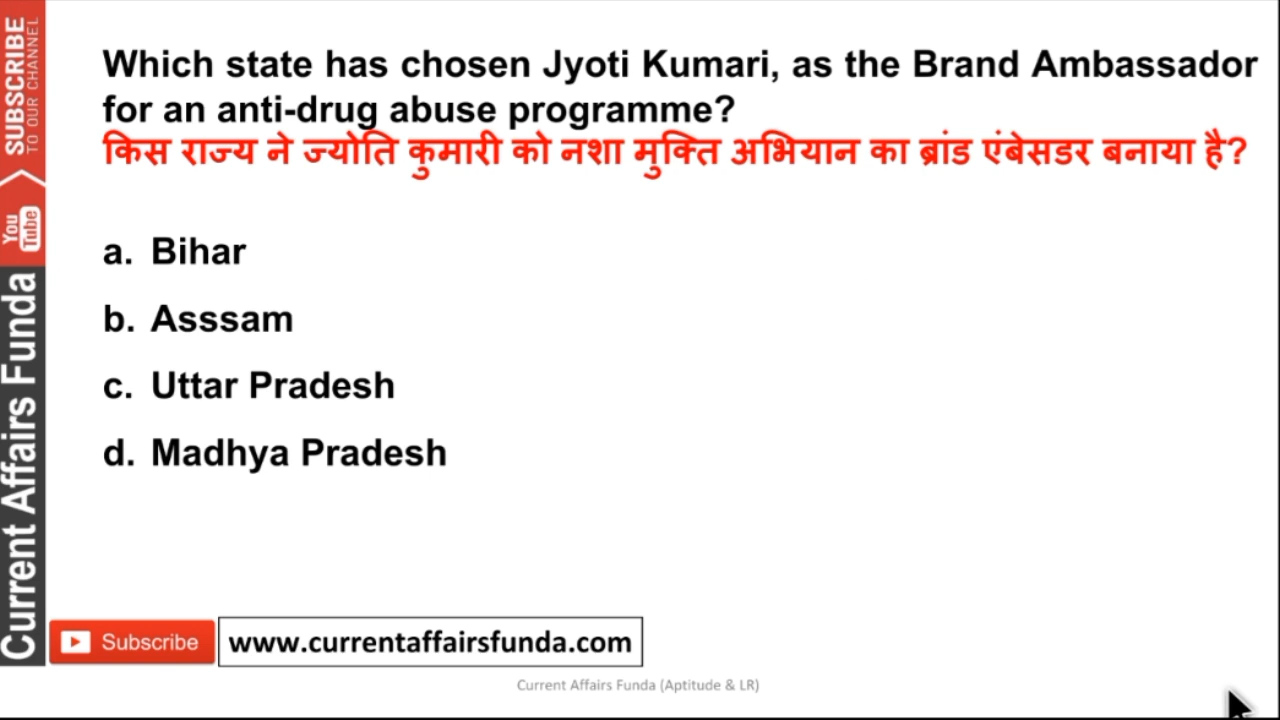 Which state has chosen Jyoti Kumari, as the Brand Ambassador
for an anti-drug abuse programme?
किस राज्य ने ज्योति कुमारी को नशा मुक्ति अभियान का ब्रांड एंबेसडर बनाया है?
a. Bihar
b. Asssam
c. Uttar Pradesh
d. Madhya Pradesh
SUBSCRIBE
TO OUR CHANNEL
You
Tube
Current Affairs Funda
Subscribe
www.currentaffairsfunda.com
Current Affairs Funda (Aptitude & LR)